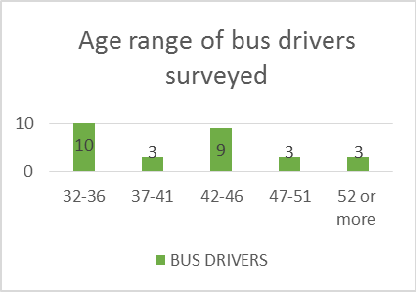 Age range of bus drivers
surveyed
10
0
10
3
9
3
3
32-36
37-41
42-46
47-51
52 or
more
BUS DRIVERS